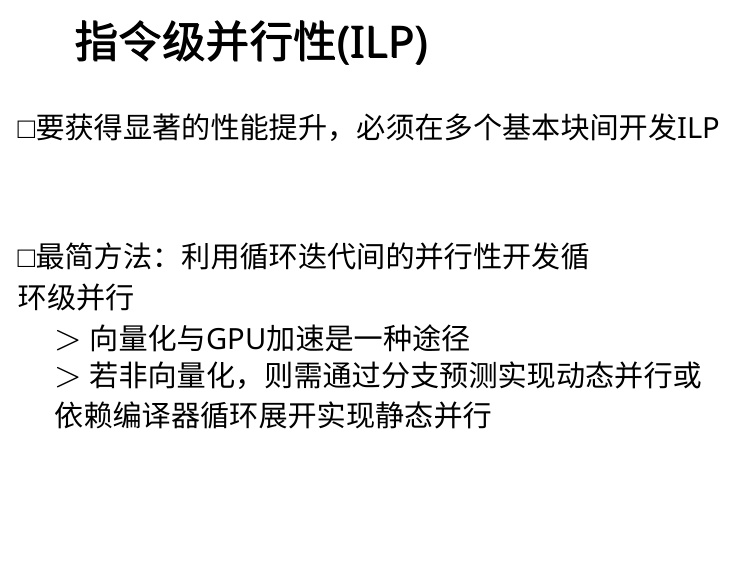 指令级并行性(ILP)
□要获得显著的性能提升，必须在多个基本块间开发ILP
□最简方法：利用循环迭代间的并行性开发循
环级并行
＞ 向量化与GPU加速是一种途径
＞ 若非向量化，则需通过分支预测实现动态并行或
依赖编译器循环展开实现静态并行